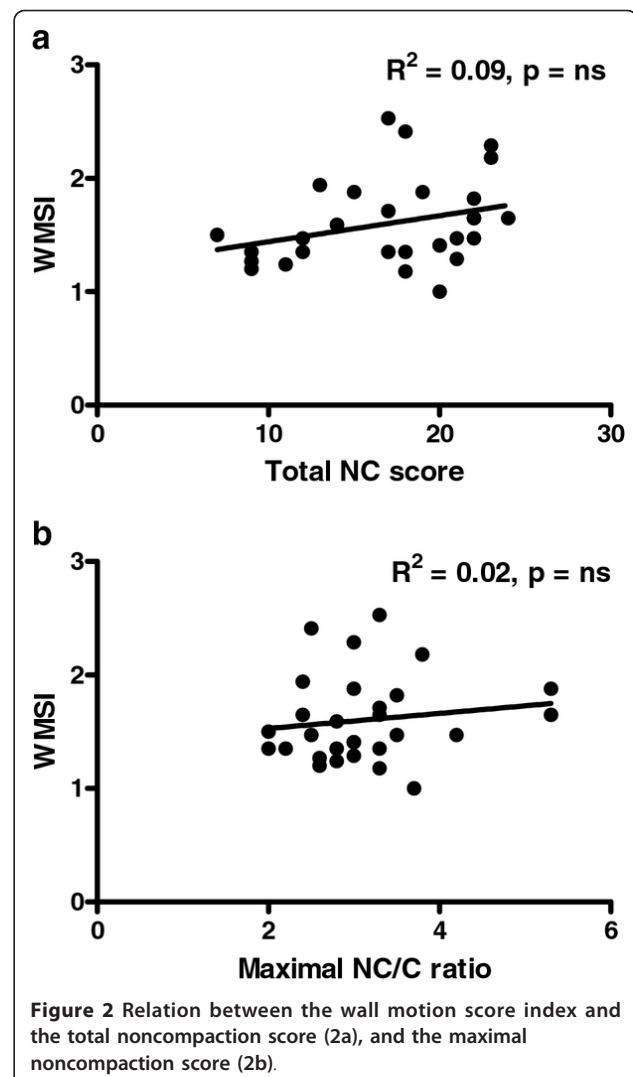 a
R² = 0.09, p = ns
3
2
1
0
WMSI
0 10 20 30
Total NC score
b
R² = 0.02, p = ns
3
2
1
0
WMSI
0 2 4 6
Maximal NC/C ratio
Figure 2 Relation between the wall motion score index and
the total noncompaction score (2a), and the maximal
noncompaction score (2b).